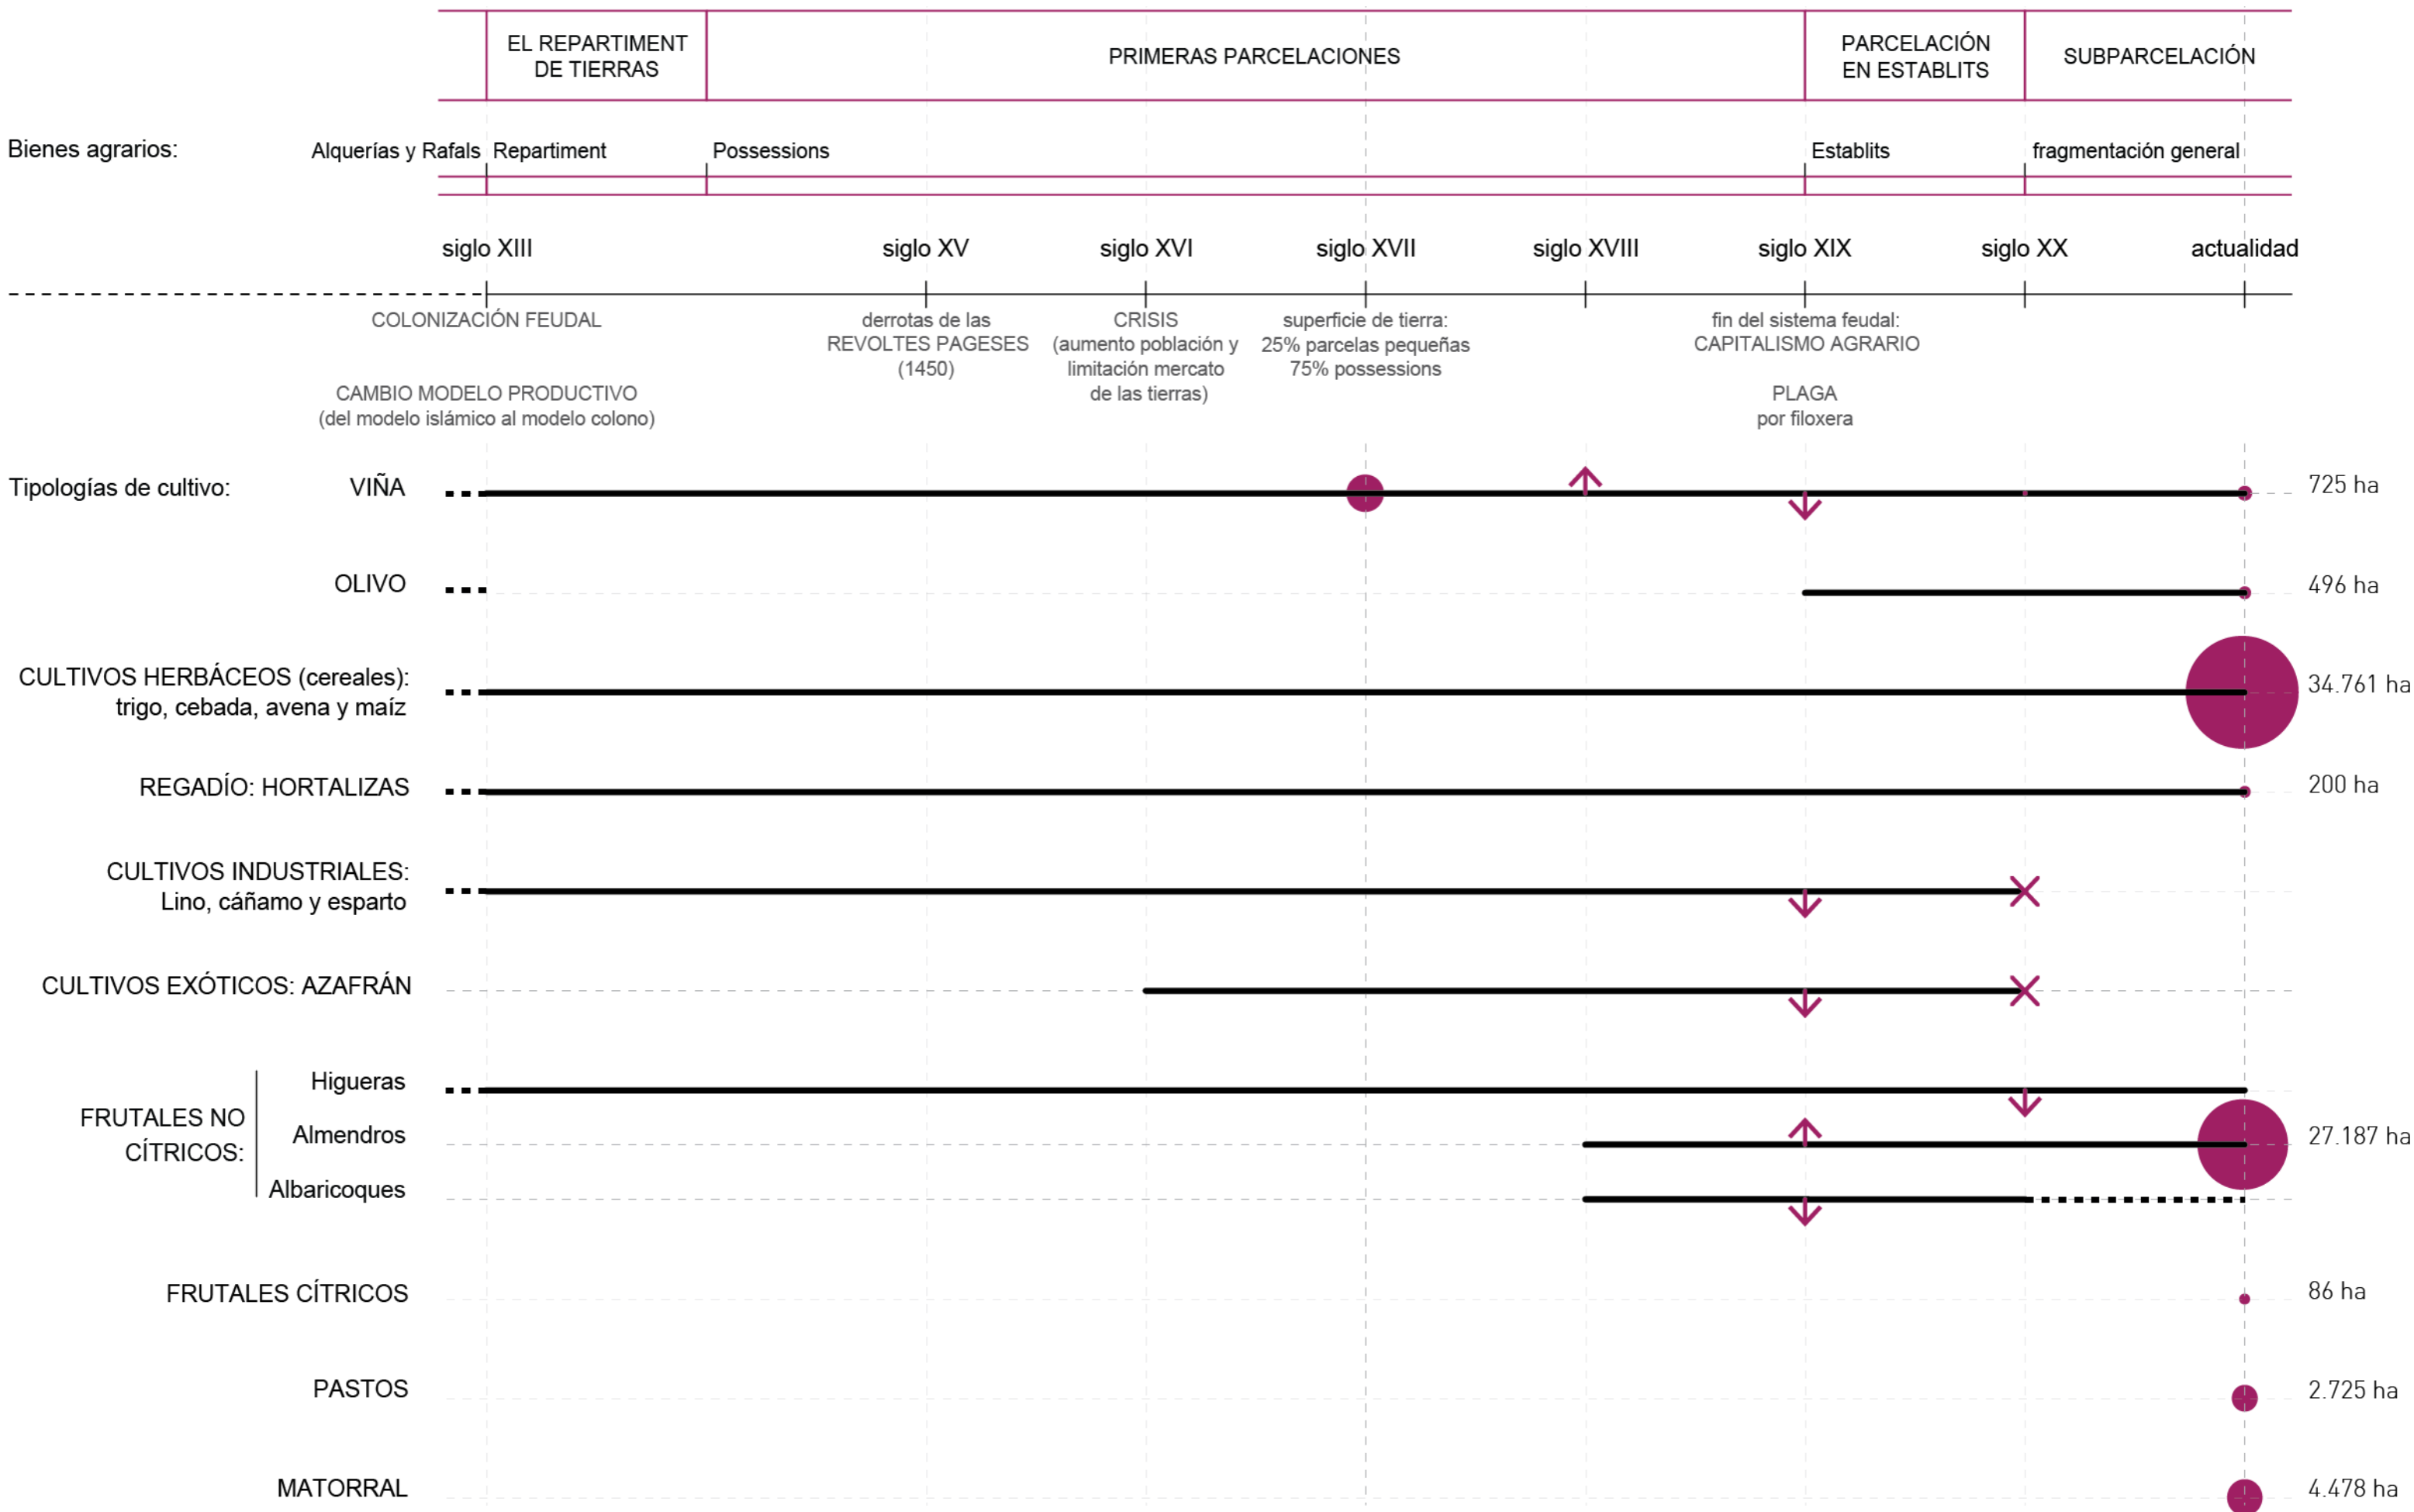 EL REPARTIMENT
DE TIERRAS
PRIMERAS PARCELACIONES
PARCELACIÓN
EN ESTABLITS
SUBPARCELACIÓN
Bienes agrarios:
Alquerías y Rafals
Repartiment
Possessions
Establits
fragmentación general
siglo XIII
siglo XV
siglo XVI
siglo XVII
siglo XVIII
siglo XIX
siglo XX
actualidad
COLONIZACIÓN FEUDAL
CAMBIO MODELO PRODUCTIVO
(del modelo islámico al modelo colono)
derrotas de las
REVOLTES PAGESES
(1450)
CRISIS
(aumento población y
limitación mercato
de las tierras)
superficie de tierra:
25% parcelas pequeñas
75% possessions
fin del sistema feudal:
CAPITALISMO AGRARIO
PLAGA
por filoxera
Tipologías de cultivo:
VIÑA
725 ha
OLIVO
496 ha
CULTIVOS HERBÁCEOS (cereales):
trigo, cebada, avena y maíz
34.761 ha
REGADÍO: HORTALIZAS
200 ha
CULTIVOS INDUSTRIALES:
Lino, cáñamo y esparto
CULTIVOS EXÓTICOS: AZAFRÁN
FRUTALES NO
CÍTRICOS:
Higueras
Almendros
Albaricoques
27.187 ha
FRUTALES CÍTRICOS
86 ha
PASTOS
2.725 ha
MATORRAL
4.478 ha